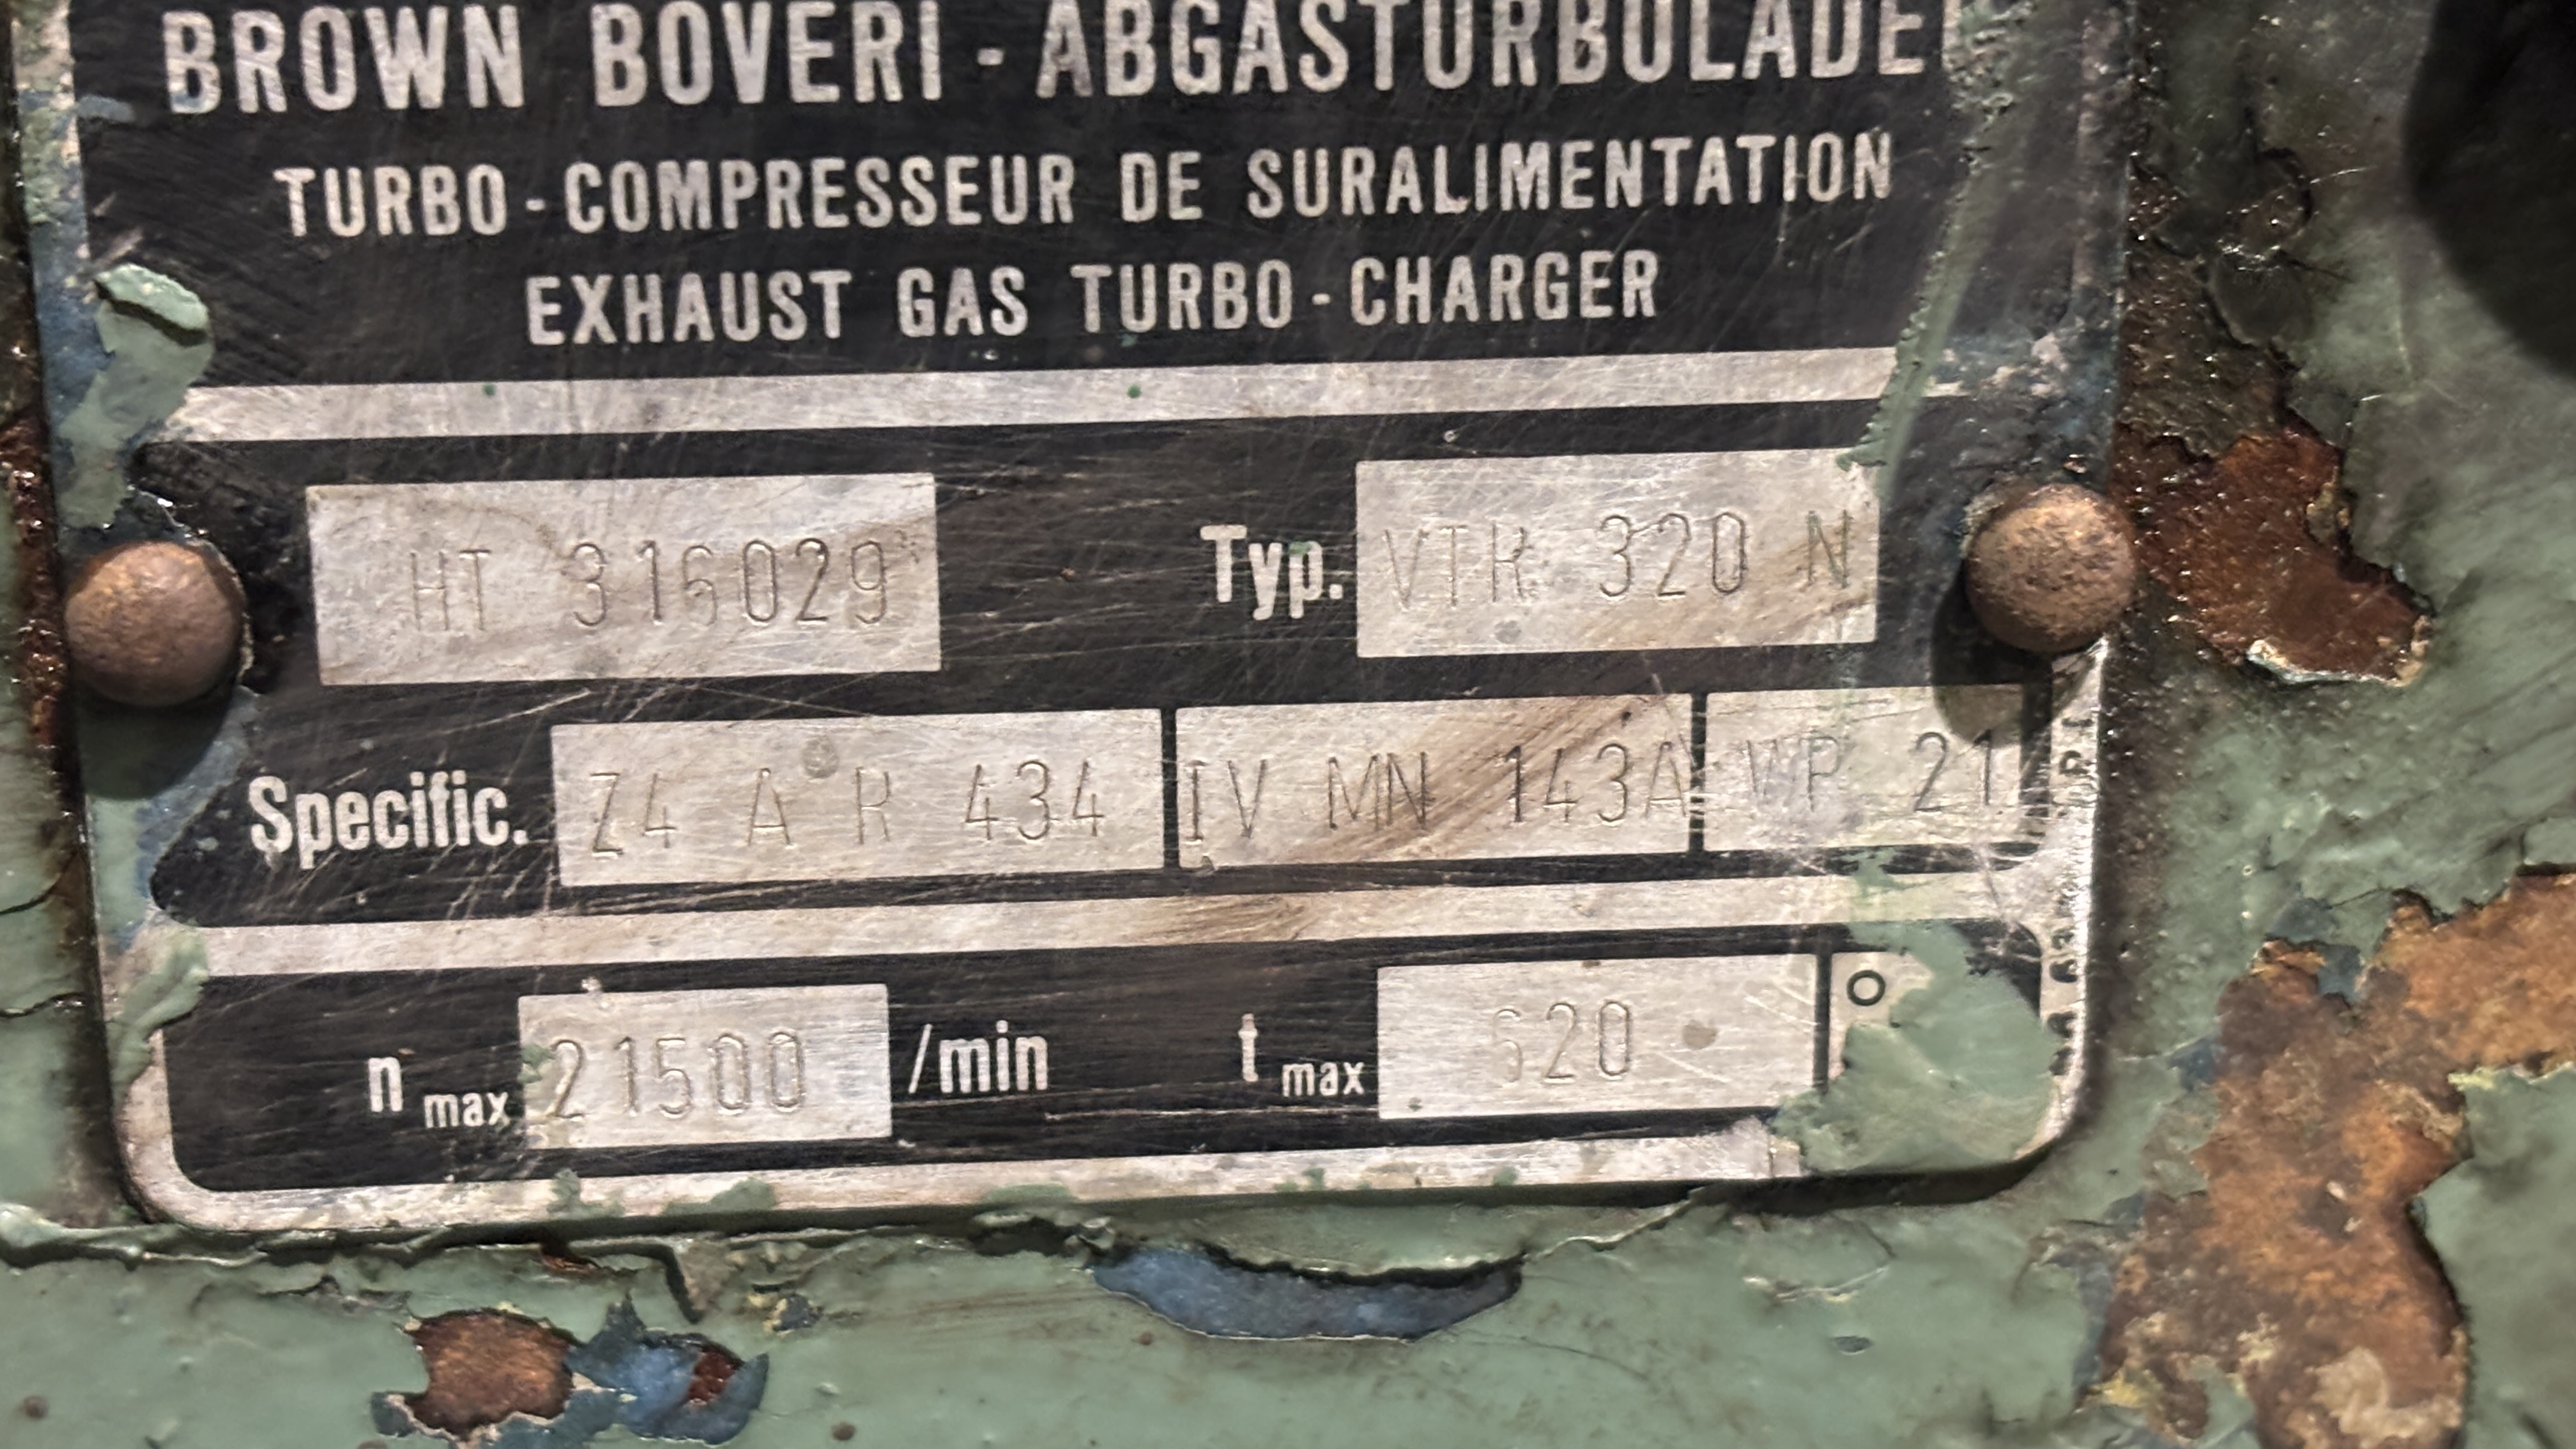 BROWN BOVERI - ABGASTURBOLADE
TURBO-COMPRESSEUR DE SURALIMENTATION
EXHAUST GAS TURBO-CHARGER
HT 316029 Typ. VTR 320 N
Specific. Z4 A R 434 IV MN 143A WP 21
n max 21500 /min t max 620 °